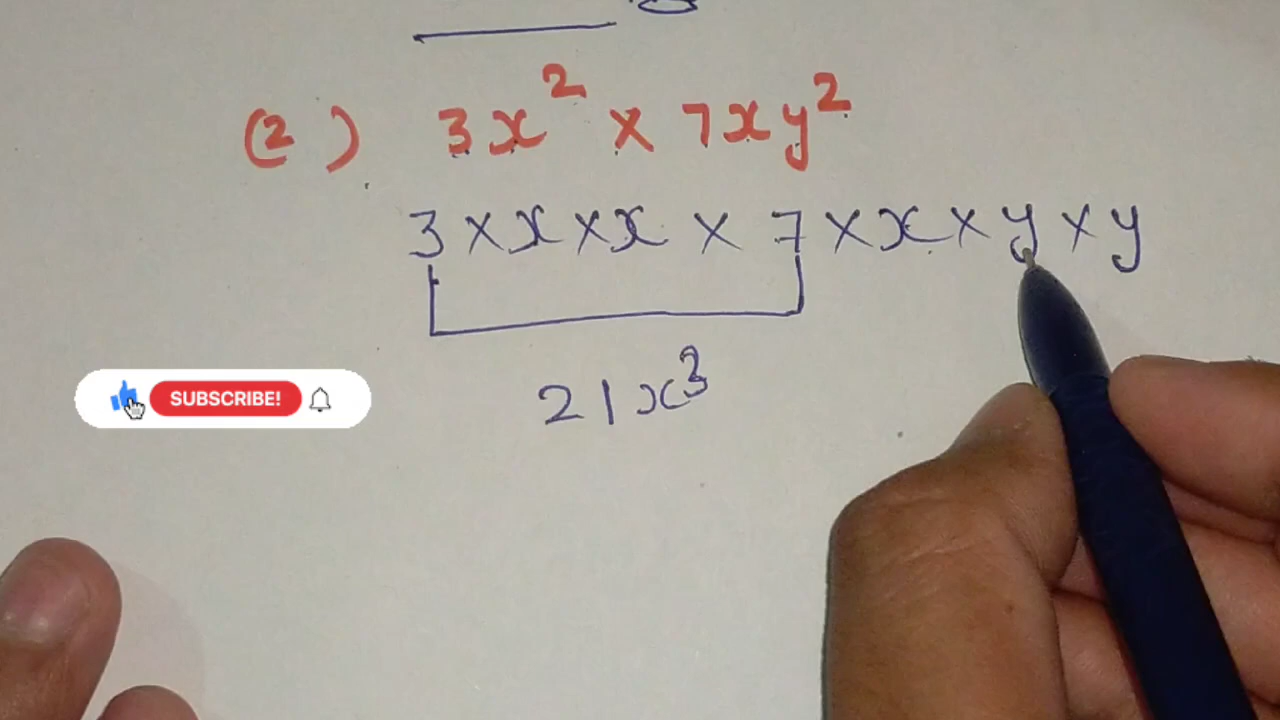 (2) 3x² × 7xy²
3 × x × x × 7 × x × y × y
21x³
SUBSCRIBE!